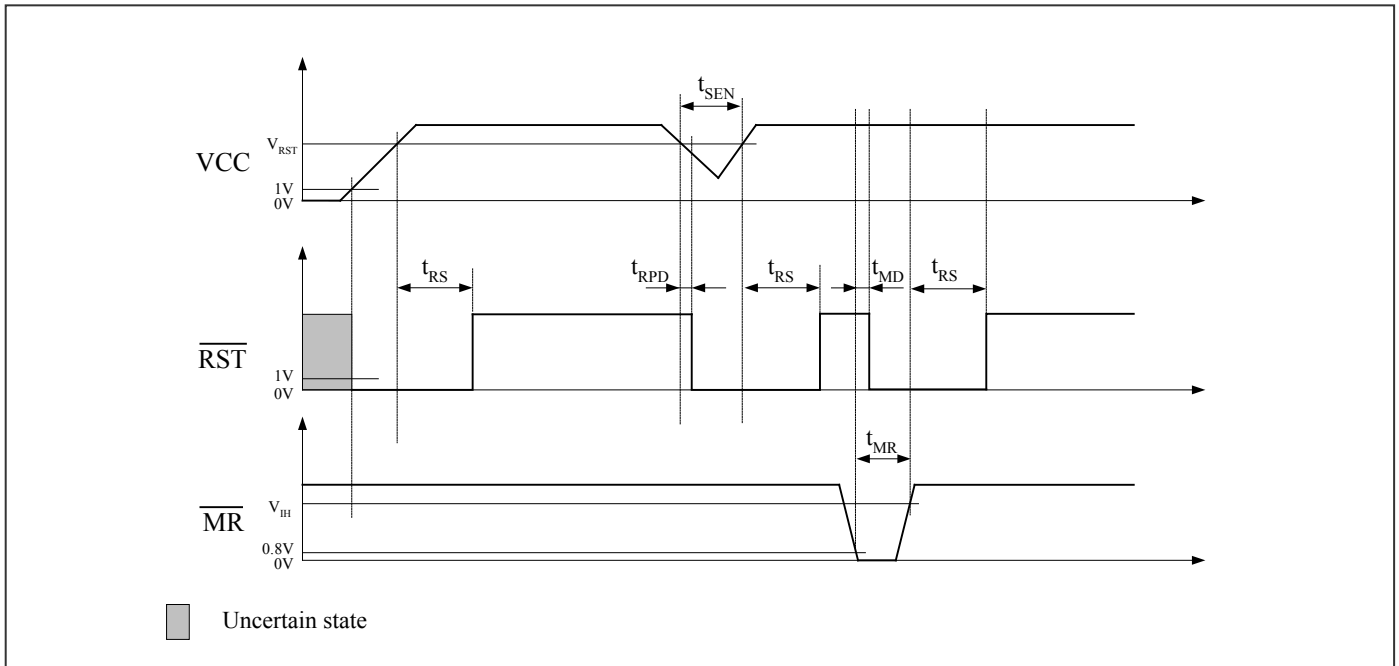 t_SEN
V_RST
VCC
1V
0V
t_RS
t_RPD
t_RS
t_MD
t_RS
RST
1V
0V
t_MR
V_IH
MR
0.8V
0V
Uncertain state